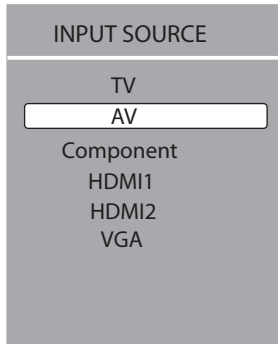 INPUT SOURCE
TV
AV
Component
HDMI1
HDMI2
VGA